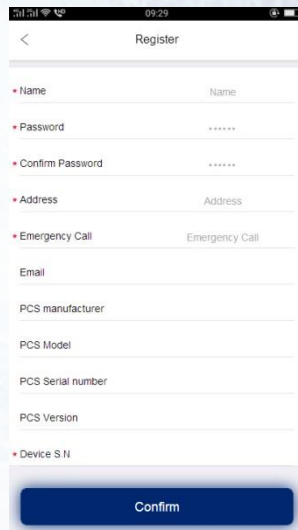 09:29
Register
* Name Name
* Password ••••••
* Confirm Password ••••••
* Address Address
* Emergency Call Emergency Call
Email
PCS manufacturer
PCS Model
PCS Serial number
PCS Version
* Device S.N
Confirm